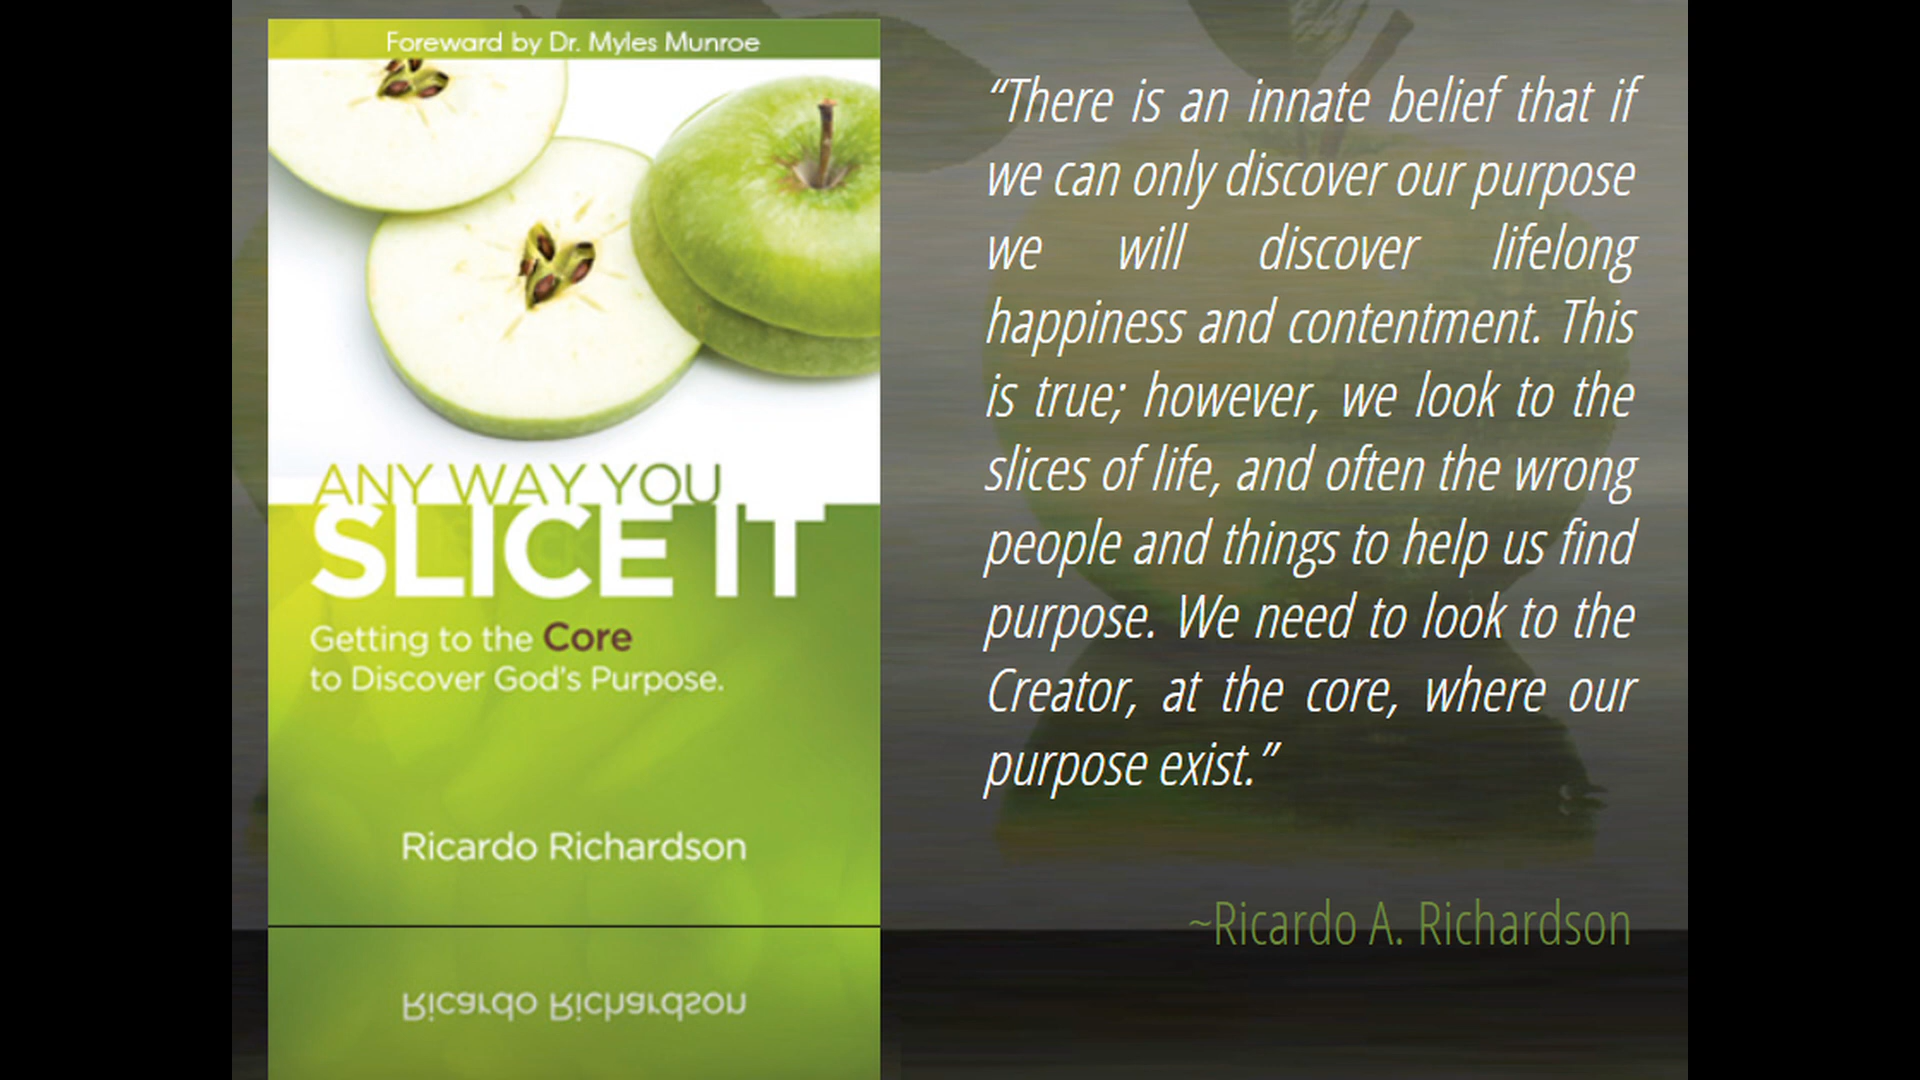 Foreward by Dr. Myles Munroe
ANY WAY YOU
SLICE IT
Getting to the Core
to Discover God's Purpose.
Ricardo Richardson
Ricardo Richardson
“There is an innate belief that if
we can only discover our purpose
we will discover lifelong
happiness and contentment. This
is true; however, we look to the
slices of life, and often the wrong
people and things to help us find
purpose. We need to look to the
Creator, at the core, where our
purpose exist.”
~Ricardo A. Richardson